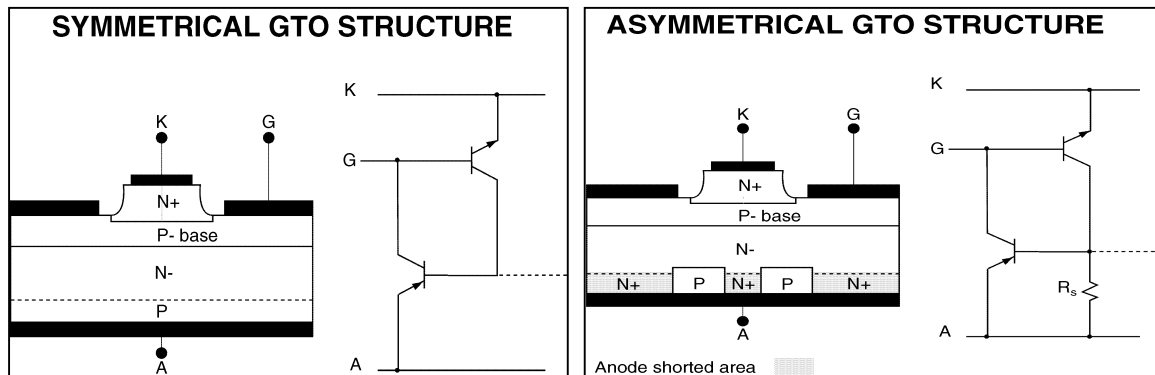 SYMMETRICAL GTO STRUCTURE
K
G
N+
P- base
N-
P
A
K
G
A
ASYMMETRICAL GTO STRUCTURE
K
G
N+
P- base
N-
N+ P N+ P N+
A
Anode shorted area
K
G
Rs
A